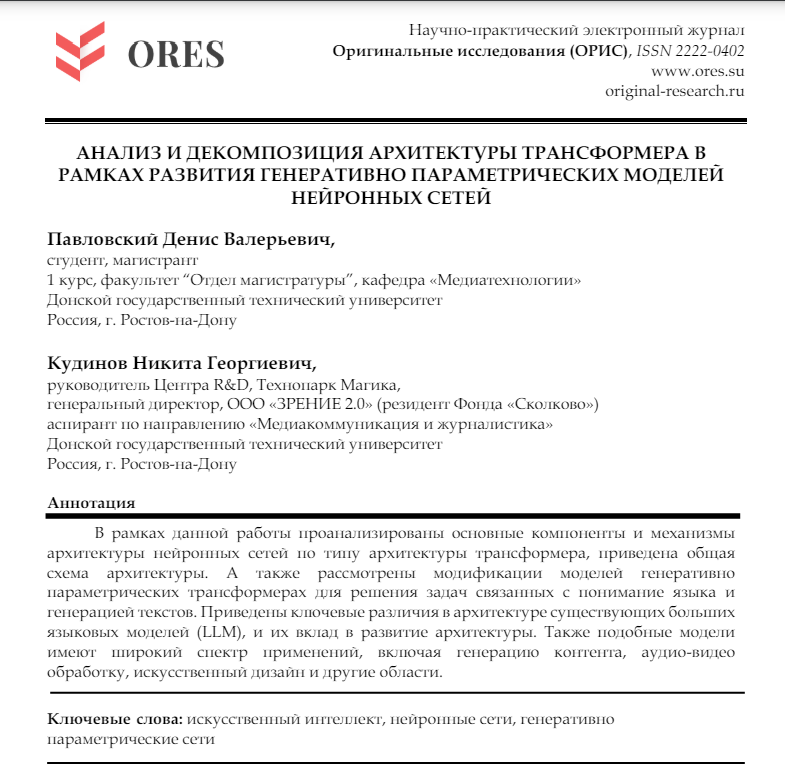 ORES
Научно-практический электронный журнал
Оригинальные исследования (ОРИС), ISSN 2222-0402
www.ores.su
original-research.ru
АНАЛИЗ И ДЕКОМПОЗИЦИЯ АРХИТЕКТУРЫ ТРАНСФОРМЕРА В
РАМКАХ РАЗВИТИЯ ГЕНЕРАТИВНО ПАРАМЕТРИЧЕСКИХ МОДЕЛЕЙ
НЕЙРОННЫХ СЕТЕЙ
Павловский Денис Валерьевич,
студент, магистрант
1 курс, факультет “Отдел магистратуры”, кафедра «Медиатехнологии»
Донской государственный технический университет
Россия, г. Ростов-на-Дону
Кудинов Никита Георгиевич,
руководитель Центра R&D, Технопарк Магика,
генеральный директор, ООО «ЗРЕНИЕ 2.0» (резидент Фонда «Сколково»)
аспирант по направлению «Медиакоммуникация и журналистика»
Донской государственный технический университет
Россия, г. Ростов-на-Дону
Аннотация
В рамках данной работы проанализированы основные компоненты и механизмы
архитектуры нейронных сетей по типу архитектуры трансформера, приведена общая
схема архитектуры. А также рассмотрены модификации моделей генеративно
параметрических трансформерах для решения задач связанных с понимание языка и
генерацией текстов. Приведены ключевые различия в архитектуре существующих больших
языковых моделей (LLM), и их вклад в развитие архитектуры. Также подобные модели
имеют широкий спектр применений, включая генерацию контента, аудио-видео
обработку, искусственный дизайн и другие области.
Ключевые слова: искусственный интеллект, нейронные сети, генеративно
параметрические сети